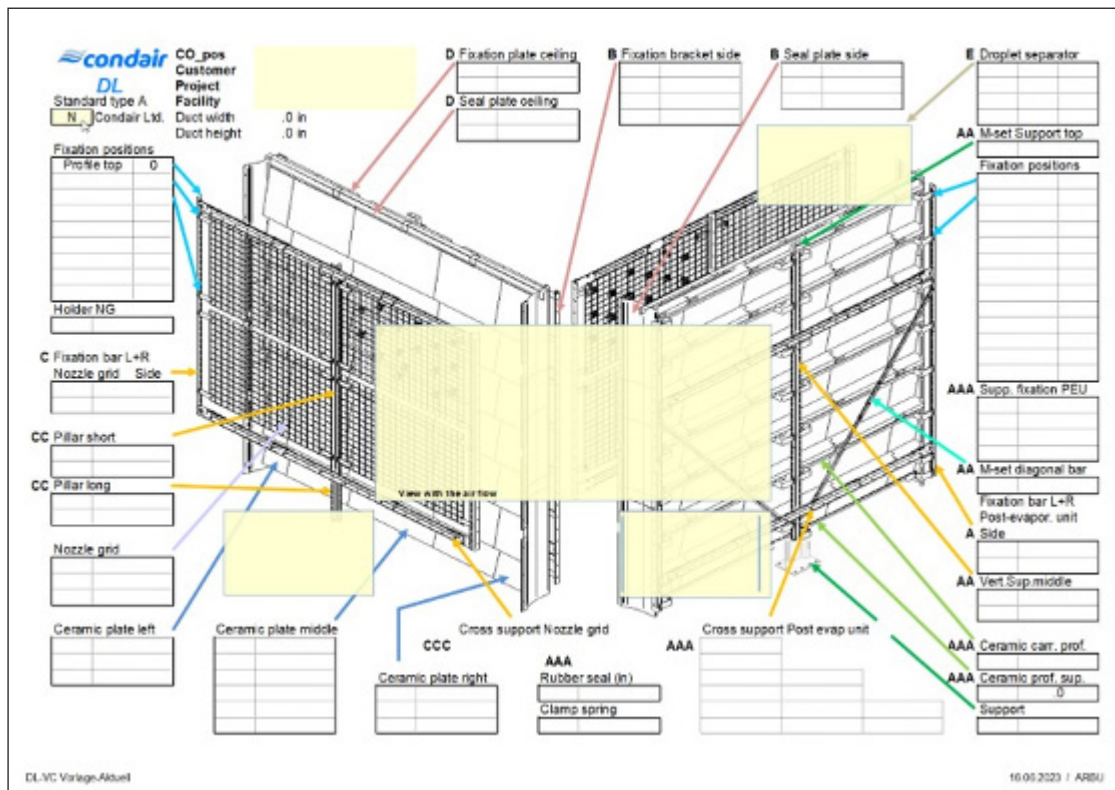 condair
DL
CO_pos
Customer
Project
Facility
Standard type A
N Condair Ltd.
Duct width .0 in
Duct height .0 in
D Fixation plate ceiling
D Seal plate ceiling
B Fixation bracket side
B Seal plate side
E Droplet separator
AA M-set Support top
Fixation positions
Profile top 0
Fixation positions
Holder NG
C Fixation bar L+R
Nozzle grid Side
CC Pillar short
CC Pillar long
Nozzle grid
Ceramic plate left
Ceramic plate middle
View with the air flow
CCC
Cross support Nozzle grid
Ceramic plate right
AAA
Rubber seal (in)
Clamp spring
AAA Cross support Post evap unit
AAA Supp. fixation PEU
AA M-set diagonal bar
Fixation bar L+R
Post-evapor. unit
A Side
AA Vert.Sup.middle
AAA Ceramic carr. prof.
AAA Ceramic prof. sup.
.0
Support
DL-VC Vorlage-Aktuell
16.06.2023 / ARBU